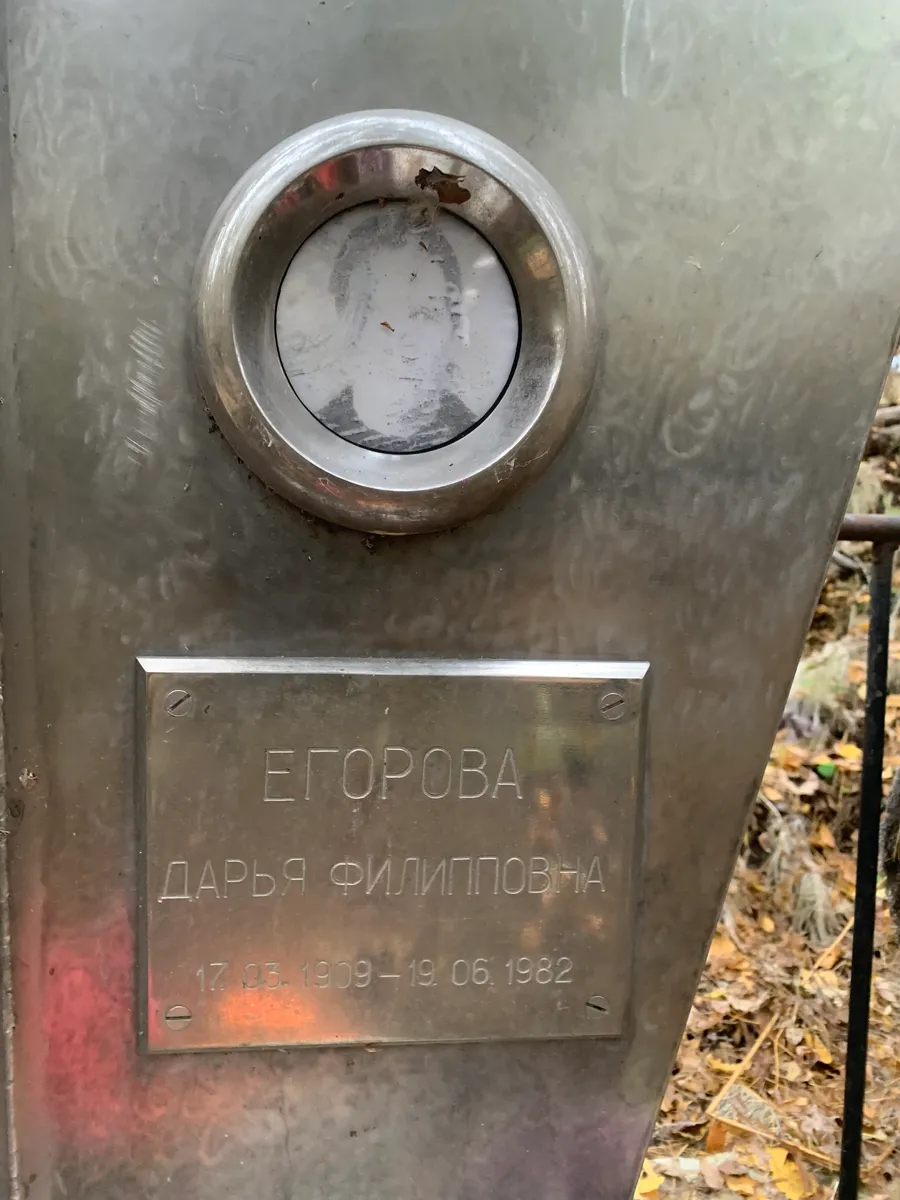 ЕГОРОВА
ДАРЬЯ ФИЛИППОВНА
17.03.1909–19.06.1982